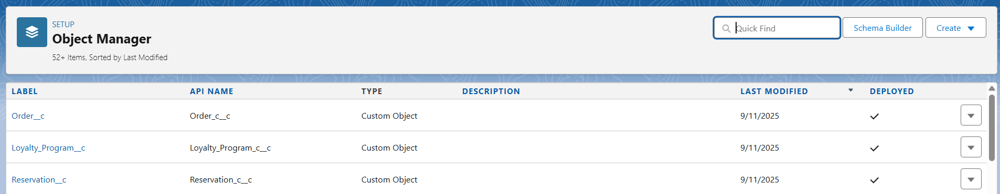 SETUP
Object Manager
52+ Items, Sorted by Last Modified
Quick Find
Schema Builder
Create
LABEL API NAME TYPE DESCRIPTION LAST MODIFIED DEPLOYED
Order__c Order_c__c Custom Object 9/11/2025
Loyalty_Program__c Loyalty_Program_c__c Custom Object 9/11/2025
Reservation__c Reservation_c__c Custom Object 9/11/2025